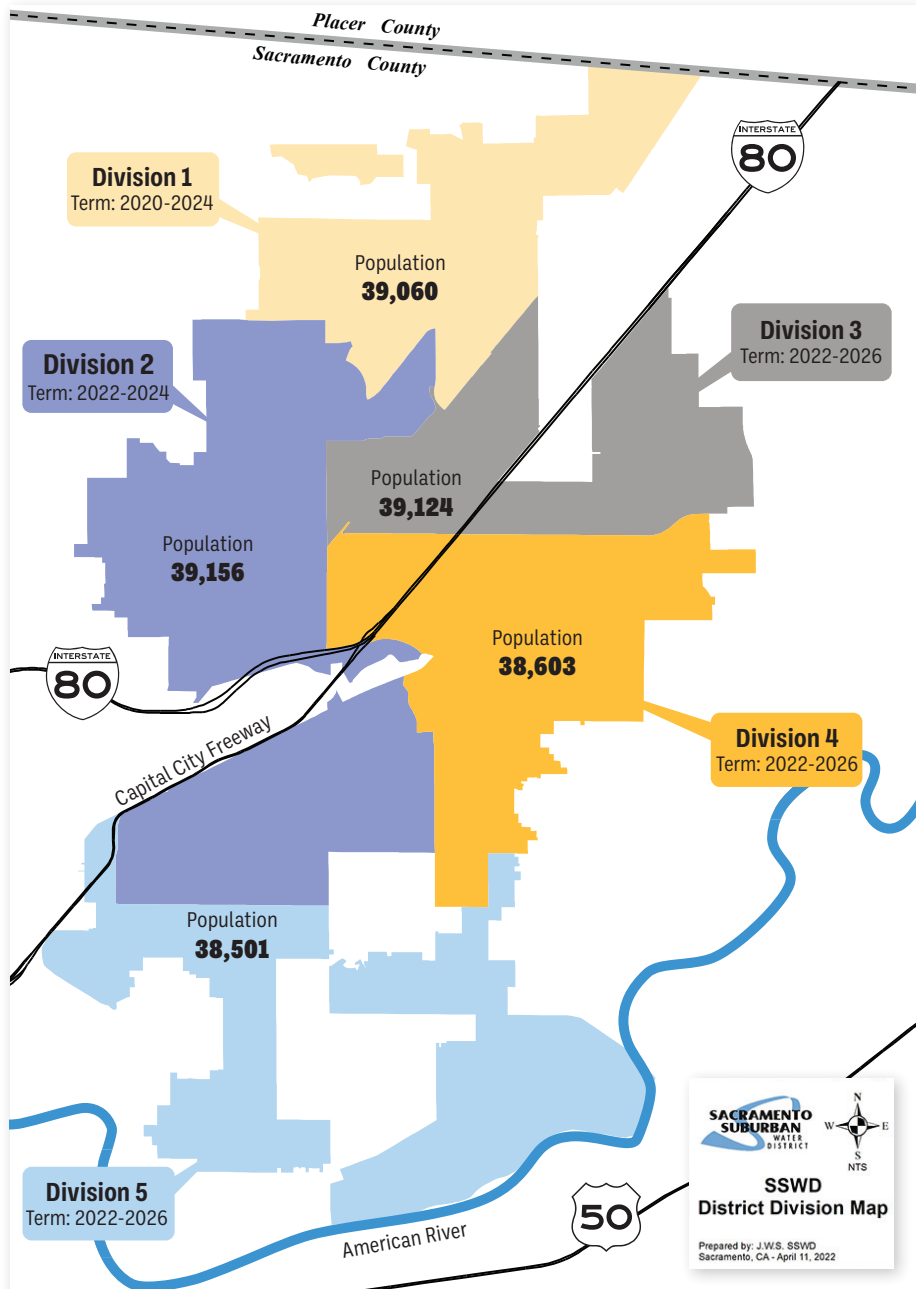 Placer County
Sacramento County
INTERSTATE
80
Division 1
Term: 2020-2024
Population
39,060
Division 3
Term: 2022-2026
Division 2
Term: 2022-2024
Population
39,124
Population
39,156
Population
38,603
INTERSTATE
80
Division 4
Term: 2022-2026
Capital City Freeway
Population
38,501
Division 5
Term: 2022-2026
American River
50
SACRAMENTO
SUBURBAN
WATER
DISTRICT
N
W E
S
NTS
SSWD
District Division Map
Prepared by: J.W.S. SSWD
Sacramento, CA - April 11, 2022